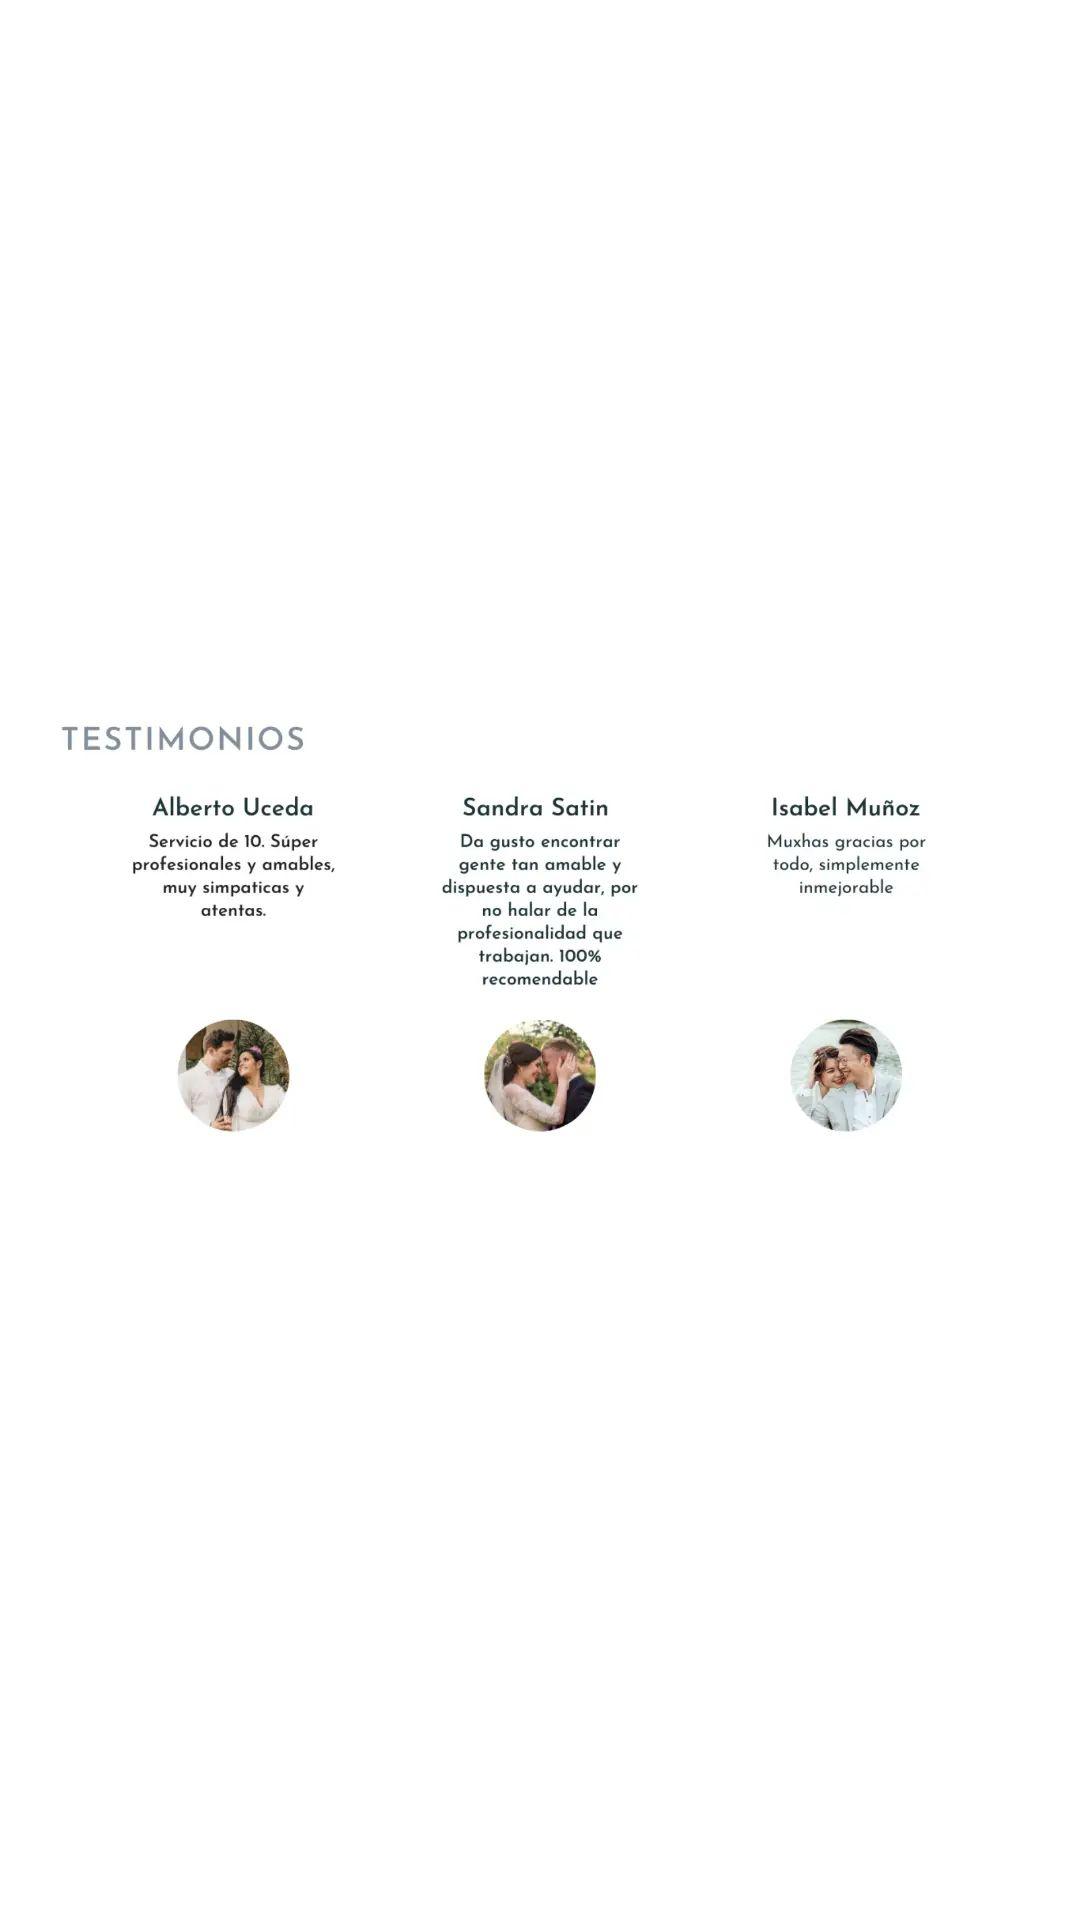 TESTIMONIOS
Alberto Uceda
Servicio de 10. Súper
profesionales y amables,
muy simpaticas y
atentas.
Sandra Satin
Da gusto encontrar
gente tan amable y
dispuesta a ayudar, por
no halar de la
profesionalidad que
trabajan. 100%
recomendable
Isabel Muñoz
Muxhas gracias por
todo, simplemente
inmejorable